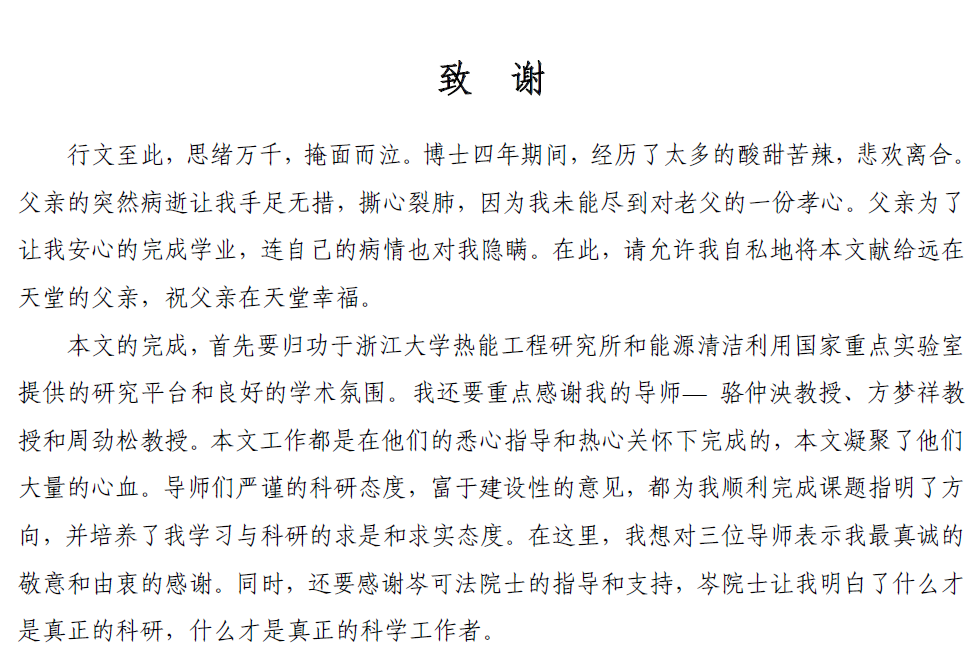 致 谢
行文至此，思绪万千，掩面而泣。博士四年期间，经历了太多的酸甜苦辣，悲欢离合。
父亲的突然病逝让我手足无措，撕心裂肺，因为我未能尽到对老父的一份孝心。父亲为了
让我安心的完成学业，连自己的病情也对我隐瞒。在此，请允许我自私地将本文献给远在
天堂的父亲，祝父亲在天堂幸福。
本文的完成，首先要归功于浙江大学热能工程研究所和能源清洁利用国家重点实验室
提供的研究平台和良好的学术氛围。我还要重点感谢我的导师— 骆仲泱教授、方梦祥教
授和周劲松教授。本文工作都是在他们的悉心指导和热心关怀下完成的，本文凝聚了他们
大量的心血。导师们严谨的科研态度，富于建设性的意见，都为我顺利完成课题指明了方
向，并培养了我学习与科研的求是和求实态度。在这里，我想对三位导师表示我最真诚的
敬意和由衷的感谢。同时，还要感谢岑可法院士的指导和支持，岑院士让我明白了什么才
是真正的科研，什么才是真正的科学工作者。